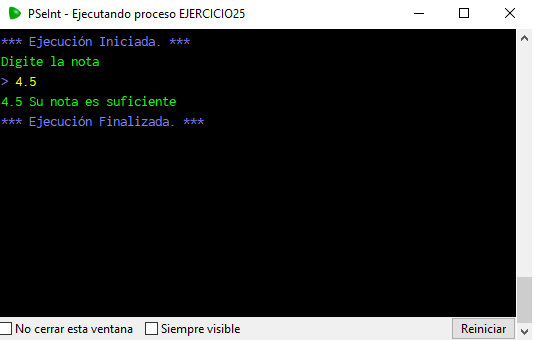 PSeInt - Ejecutando proceso EJERCICIO25
*** Ejecución Iniciada. ***
Digite la nota
> 4.5
4.5 Su nota es suficiente
*** Ejecución Finalizada. ***
No cerrar esta ventana Siempre visible Reiniciar